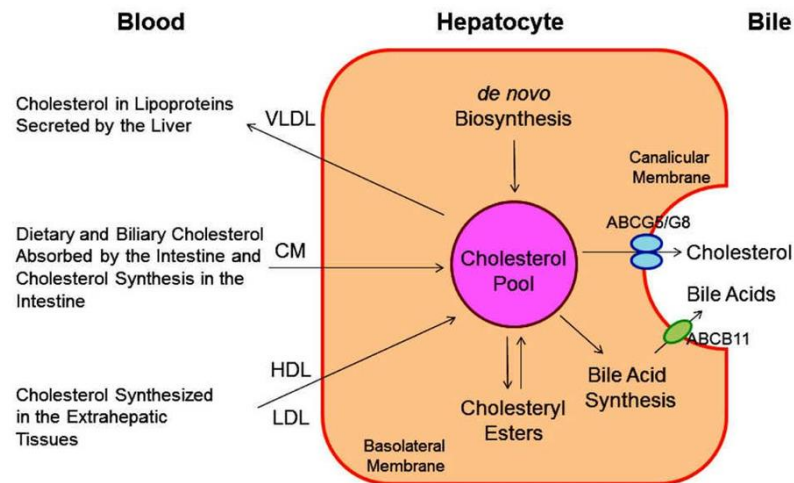 Blood
Hepatocyte
Bile
Cholesterol in Lipoproteins
Secreted by the Liver
VLDL
de novo
Biosynthesis
Canalicular
Membrane
ABCG5/G8
Dietary and Biliary Cholesterol
Absorbed by the Intestine and
Cholesterol Synthesis in the
Intestine
CM
Cholesterol
Pool
Cholesterol
Bile Acids
ABCB11
HDL
LDL
Cholesterol Synthesized
in the Extrahepatic
Tissues
Cholesteryl
Esters
Bile Acid
Synthesis
Basolateral
Membrane